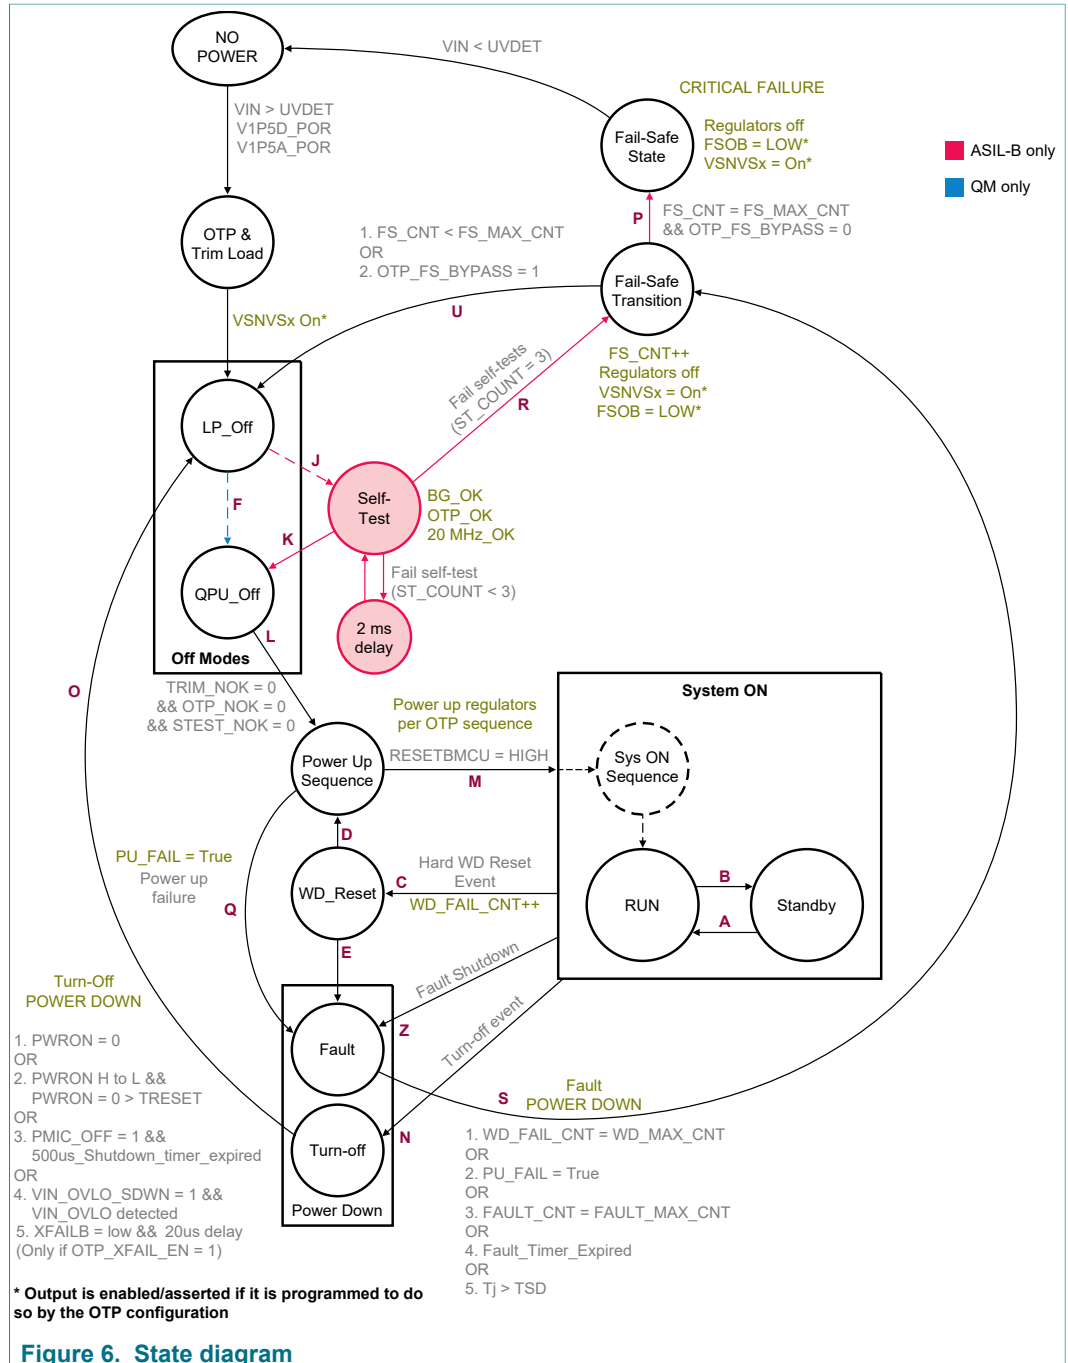 NO
POWER
VIN < UVDET
VIN > UVDET
V1P5D_POR
V1P5A_POR
CRITICAL FAILURE
Regulators off
FSOB = LOW*
VSNVSx = On*
Fail-Safe
State
ASIL-B only
QM only
P
FS_CNT = FS_MAX_CNT
&& OTP_FS_BYPASS = 0
OTP &
Trim Load
1. FS_CNT < FS_MAX_CNT
OR
2. OTP_FS_BYPASS = 1
Fail-Safe
Transition
U
VSNVSx On*
FS_CNT++
Regulators off
VSNVSx = On*
FSOB = LOW*
Fail self-tests
(ST_COUNT = 3)
R
LP_Off
J
F
Self-
Test
BG_OK
OTP_OK
20 MHz_OK
K
Fail self-test
(ST_COUNT < 3)
QPU_Off
L
2 ms
delay
Off Modes
O
TRIM_NOK = 0
&& OTP_NOK = 0
&& STEST_NOK = 0
Power up regulators
per OTP sequence
System ON
Power Up
Sequence
RESETBMCU = HIGH
M
Sys ON
Sequence
D
PU_FAIL = True
Power up
failure
Q
WD_Reset
C
Hard WD Reset
Event
WD_FAIL_CNT++
RUN
B
A
Standby
E
Fault Shutdown
Z
Turn-off event
Turn-Off
POWER DOWN
Fault
Turn-off
Power Down
N
S
Fault
POWER DOWN
1. PWRON = 0
OR
2. PWRON H to L &&
PWRON = 0 > TRESET
OR
3. PMIC_OFF = 1 &&
500us_Shutdown_timer_expired
OR
4. VIN_OVLO_SDWN = 1 &&
VIN_OVLO detected
5. XFAILB = low && 20us delay
(Only if OTP_XFAIL_EN = 1)
1. WD_FAIL_CNT = WD_MAX_CNT
OR
2. PU_FAIL = True
OR
3. FAULT_CNT = FAULT_MAX_CNT
OR
4. Fault_Timer_Expired
OR
5. Tj > TSD
* Output is enabled/asserted if it is programmed to do
so by the OTP configuration
Figure 6. State diagram